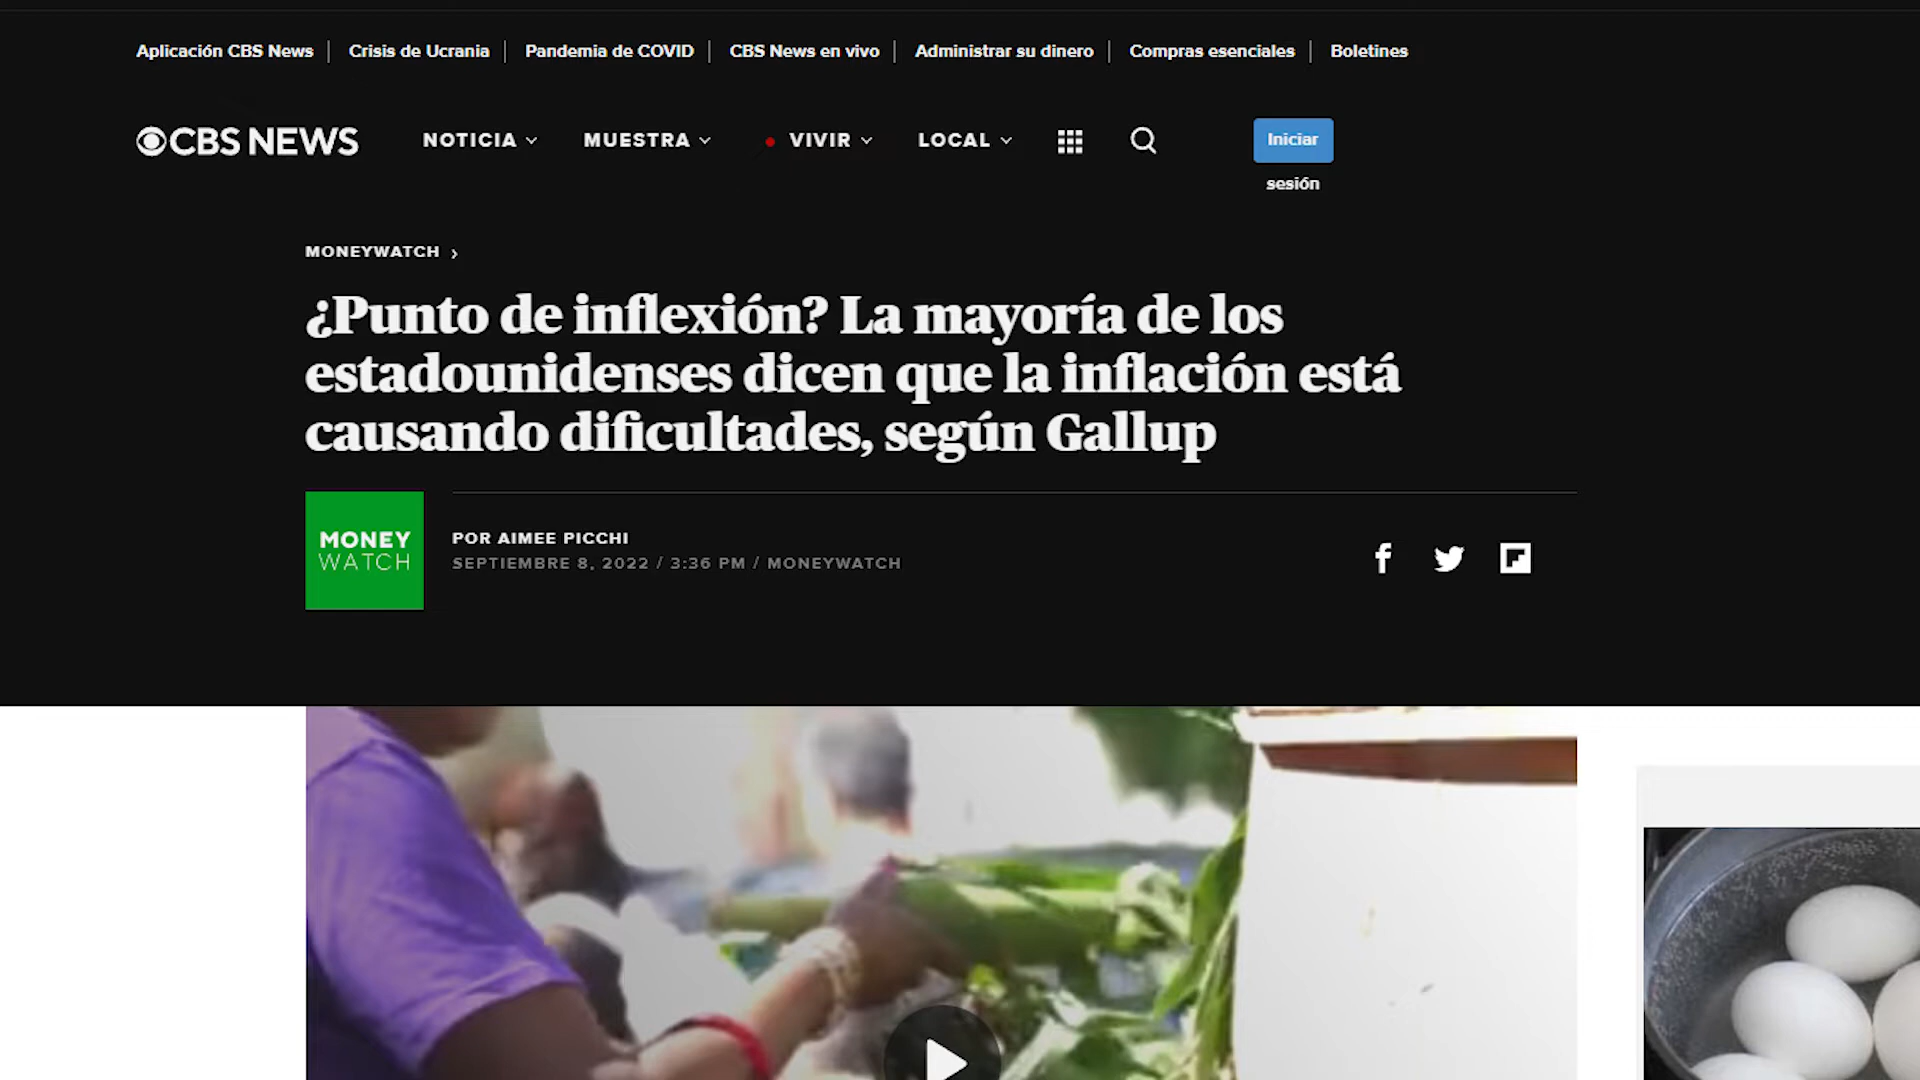 Aplicación CBS News | Crisis de Ucrania | Pandemia de COVID | CBS News en vivo | Administrar su dinero | Compras esenciales | Boletines
CBS NEWS NOTICIA MUESTRA VIVIR LOCAL Iniciar
sesión
MONEYWATCH ›
¿Punto de inflexión? La mayoría de los
estadounidenses dicen que la inflación está
causando dificultades, según Gallup
MONEY
WATCH
POR AIMEE PICCHI
SEPTIEMBRE 8, 2022 / 3:36 PM / MONEYWATCH